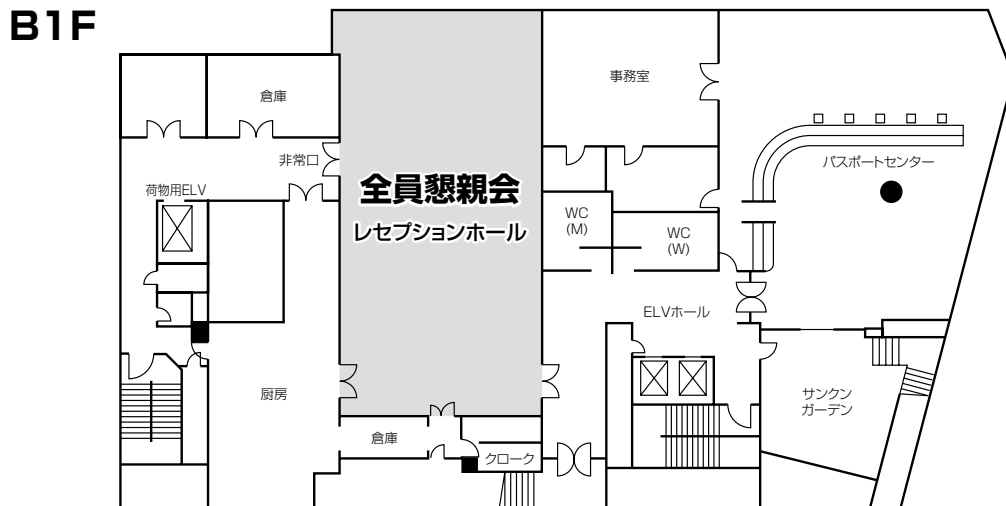 B1F
事務室
倉庫
パスポートセンター
非常口
全員懇親会
荷物用ELV
レセプションホール
WC
(M)
WC
(W)
ELVホール
厨房
サンクン
ガーデン
倉庫
クローク